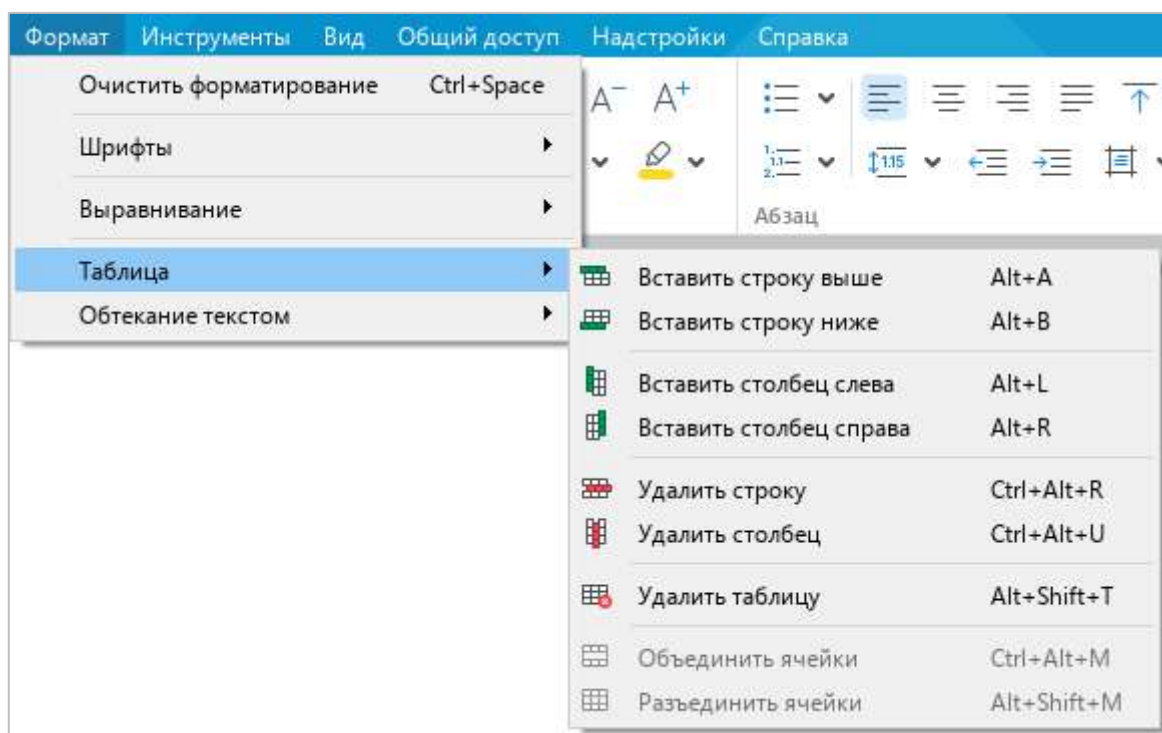 Формат Инструменты Вид Общий доступ Надстройки Справка
Очистить форматирование Ctrl+Space
Шрифты
Выравнивание
Таблица
Обтекание текстом
A⁻ A⁺
1.15
Абзац
Вставить строку выше Alt+A
Вставить строку ниже Alt+B
Вставить столбец слева Alt+L
Вставить столбец справа Alt+R
Удалить строку Ctrl+Alt+R
Удалить столбец Ctrl+Alt+U
Удалить таблицу Alt+Shift+T
Объединить ячейки Ctrl+Alt+M
Разъединить ячейки Alt+Shift+M